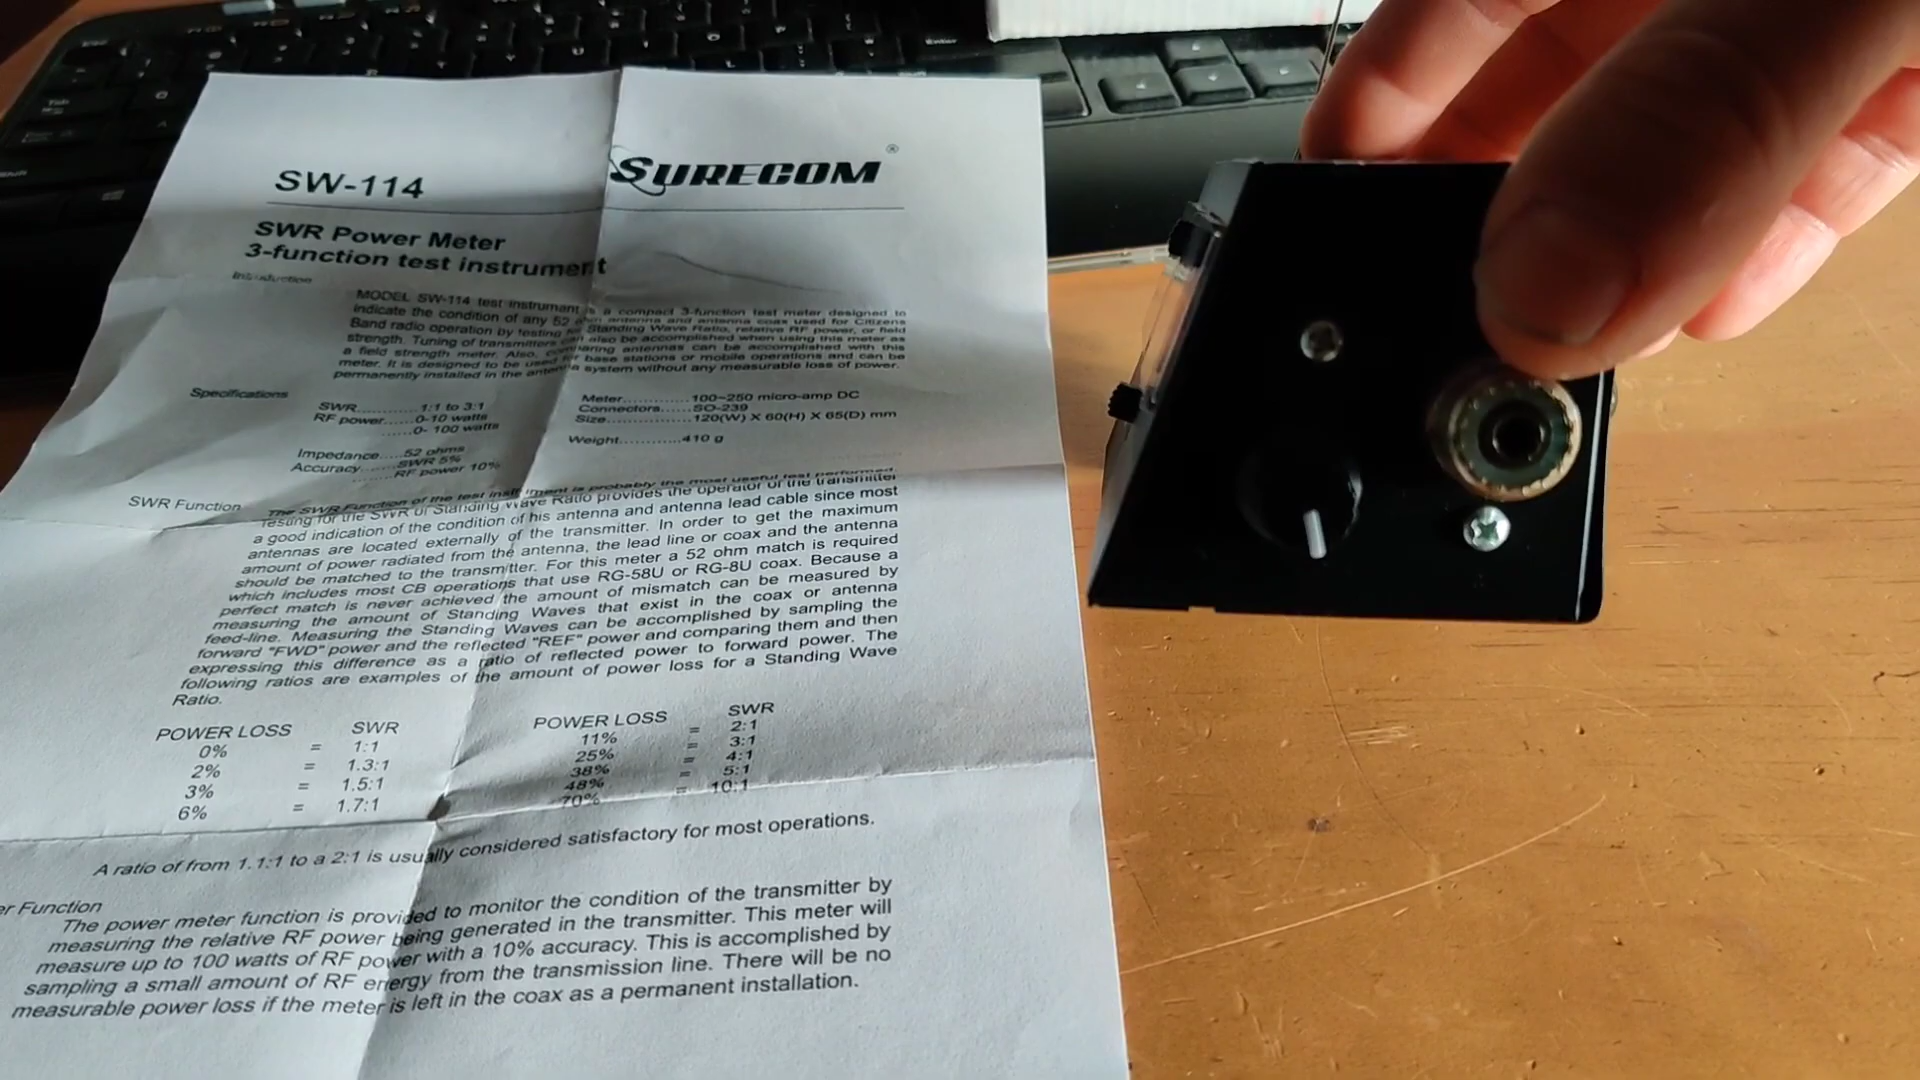 SW-114
SURECOM ®
SWR Power Meter
3-function test instrument
Introduction
MODEL SW-114 test instrumant is a compact 3-function test meter designed to
indicate the condition of any 52 ohm antenna and antenna coax used for Citizens
Band radio operation by testing for Standing Wave Ratio, relative RF power, or field
strength. Tuning of transmitters can also be accomplished when using this meter as
a field strength meter. Also, comparing antennas can be accomplished with this
meter. It is designed to be used for base stations or mobile operations and can be
permanently installed in the antenna system without any measurable loss of power.
Specifications
SWR............1:1 to 3:1
RF power......0-10 watts
......0- 100 watts
Impedance.....52 ohms
Accuracy......SWR 5%
......RF power 10%
Meter............100~250 micro-amp DC
Connectors......SO-239
Size...............120(W) X 60(H) X 65(D) mm
Weight............410 g
SWR Function
The SWR Function of the test instrument is probably the most useful test performed.
Testing for the SWR or Standing Wave Ratio provides the operator of the transmitter
a good indication of the condition of his antenna and antenna lead cable since most
antennas are located externally of the transmitter. In order to get the maximum
amount of power radiated from the antenna, the lead line or coax and the antenna
should be matched to the transmitter. For this meter a 52 ohm match is required
which includes most CB operations that use RG-58U or RG-8U coax. Because a
perfect match is never achieved the amount of mismatch can be measured by
measuring the amount of Standing Waves that exist in the coax or antenna
feed-line. Measuring the Standing Waves can be accomplished by sampling the
forward "FWD" power and the reflected "REF" power and comparing them and then
expressing this difference as a ratio of reflected power to forward power. The
following ratios are examples of the amount of power loss for a Standing Wave
Ratio.
POWER LOSS SWR
0% = 1:1
2% = 1.3:1
3% = 1.5:1
6% = 1.7:1
POWER LOSS SWR
11% = 2:1
25% = 3:1
38% = 4:1
48% = 5:1
70% = 10:1
A ratio of from 1.1:1 to a 2:1 is usually considered satisfactory for most operations.
er Function
The power meter function is provided to monitor the condition of the transmitter by
measuring the relative RF power being generated in the transmitter. This meter will
measure up to 100 watts of RF power with a 10% accuracy. This is accomplished by
sampling a small amount of RF energy from the transmission line. There will be no
measurable power loss if the meter is left in the coax as a permanent installation.
Enter
Tab